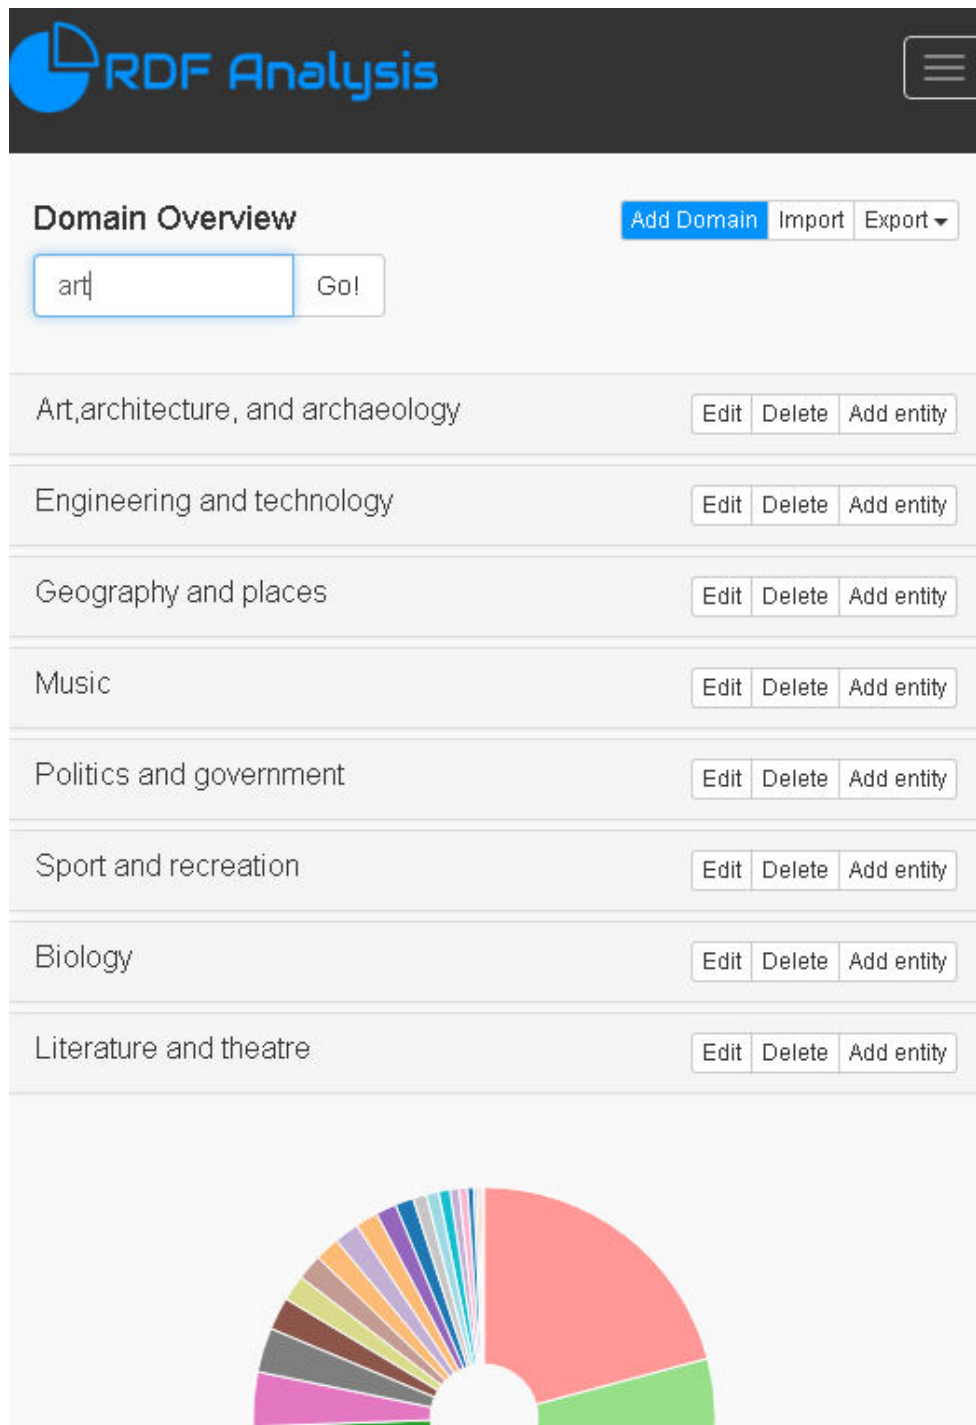 RDF Analysis
Domain Overview
Add Domain Import Export
art Go!
Art,architecture, and archaeology Edit Delete Add entity
Engineering and technology Edit Delete Add entity
Geography and places Edit Delete Add entity
Music Edit Delete Add entity
Politics and government Edit Delete Add entity
Sport and recreation Edit Delete Add entity
Biology Edit Delete Add entity
Literature and theatre Edit Delete Add entity